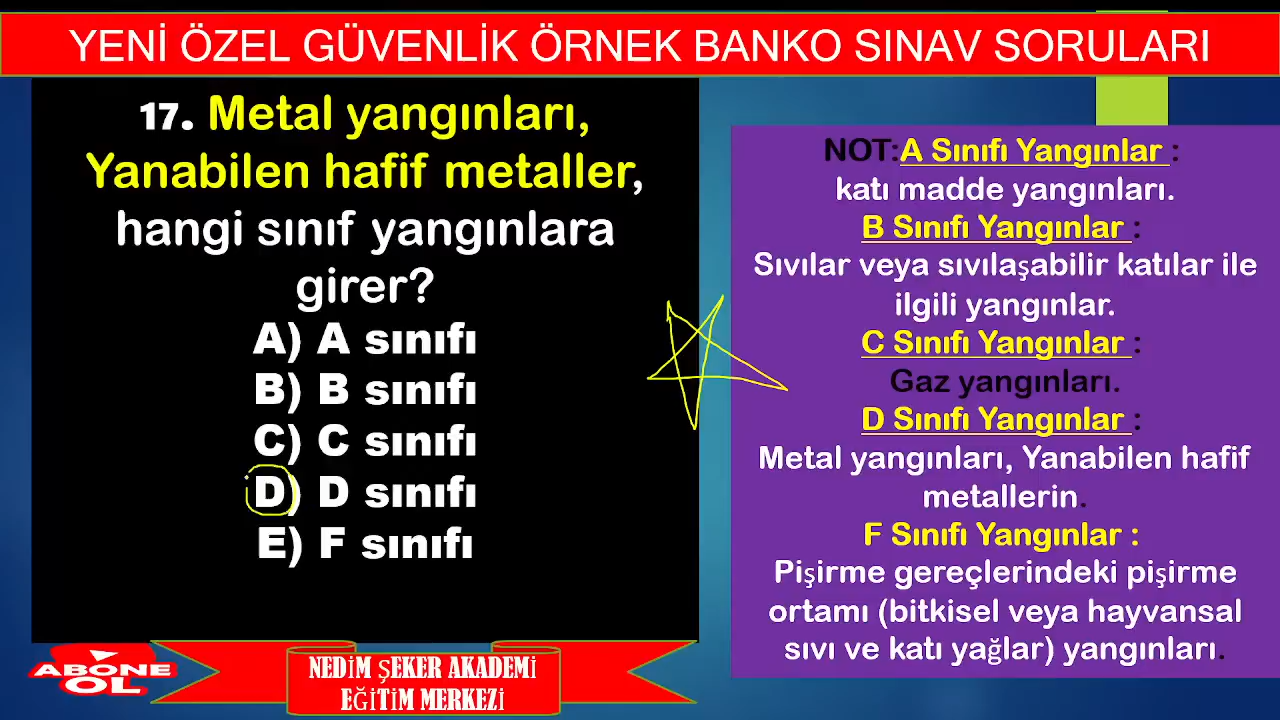 YENİ ÖZEL GÜVENLİK ÖRNEK BANKO SINAV SORULARI
17. Metal yangınları,
Yanabilen hafif metaller,
hangi sınıf yangınlara
girer?
A) A sınıfı
B) B sınıfı
C) C sınıfı
D) D sınıfı
E) F sınıfı
NOT:A Sınıfı Yangınlar :
katı madde yangınları.
B Sınıfı Yangınlar :
Sıvılar veya sıvılaşabilir katılar ile
ilgili yangınlar.
C Sınıfı Yangınlar :
Gaz yangınları.
D Sınıfı Yangınlar :
Metal yangınları, Yanabilen hafif
metallerin.
F Sınıfı Yangınlar :
Pişirme gereçlerindeki pişirme
ortamı (bitkisel veya hayvansal
sıvı ve katı yağlar) yangınları.
ABONE
OL
NEDİM ŞEKER AKADEMİ
EĞİTİM MERKEZİ